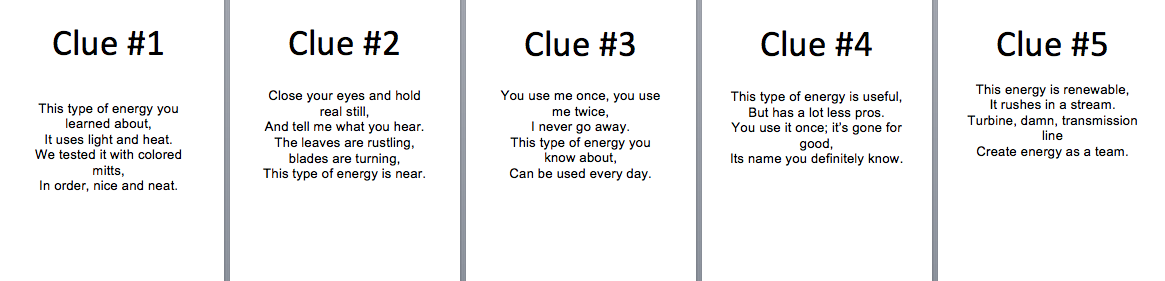 Clue #1
This type of energy you
learned about,
It uses light and heat.
We tested it with colored
mitts,
In order, nice and neat.
Clue #2
Close your eyes and hold
real still,
And tell me what you hear.
The leaves are rustling,
blades are turning,
This type of energy is near.
Clue #3
You use me once, you use
me twice,
I never go away.
This type of energy you
know about,
Can be used every day.
Clue #4
This type of energy is useful,
But has a lot less pros.
You use it once; it's gone for
good,
Its name you definitely know.
Clue #5
This energy is renewable,
It rushes in a stream.
Turbine, damn, transmission
line
Create energy as a team.